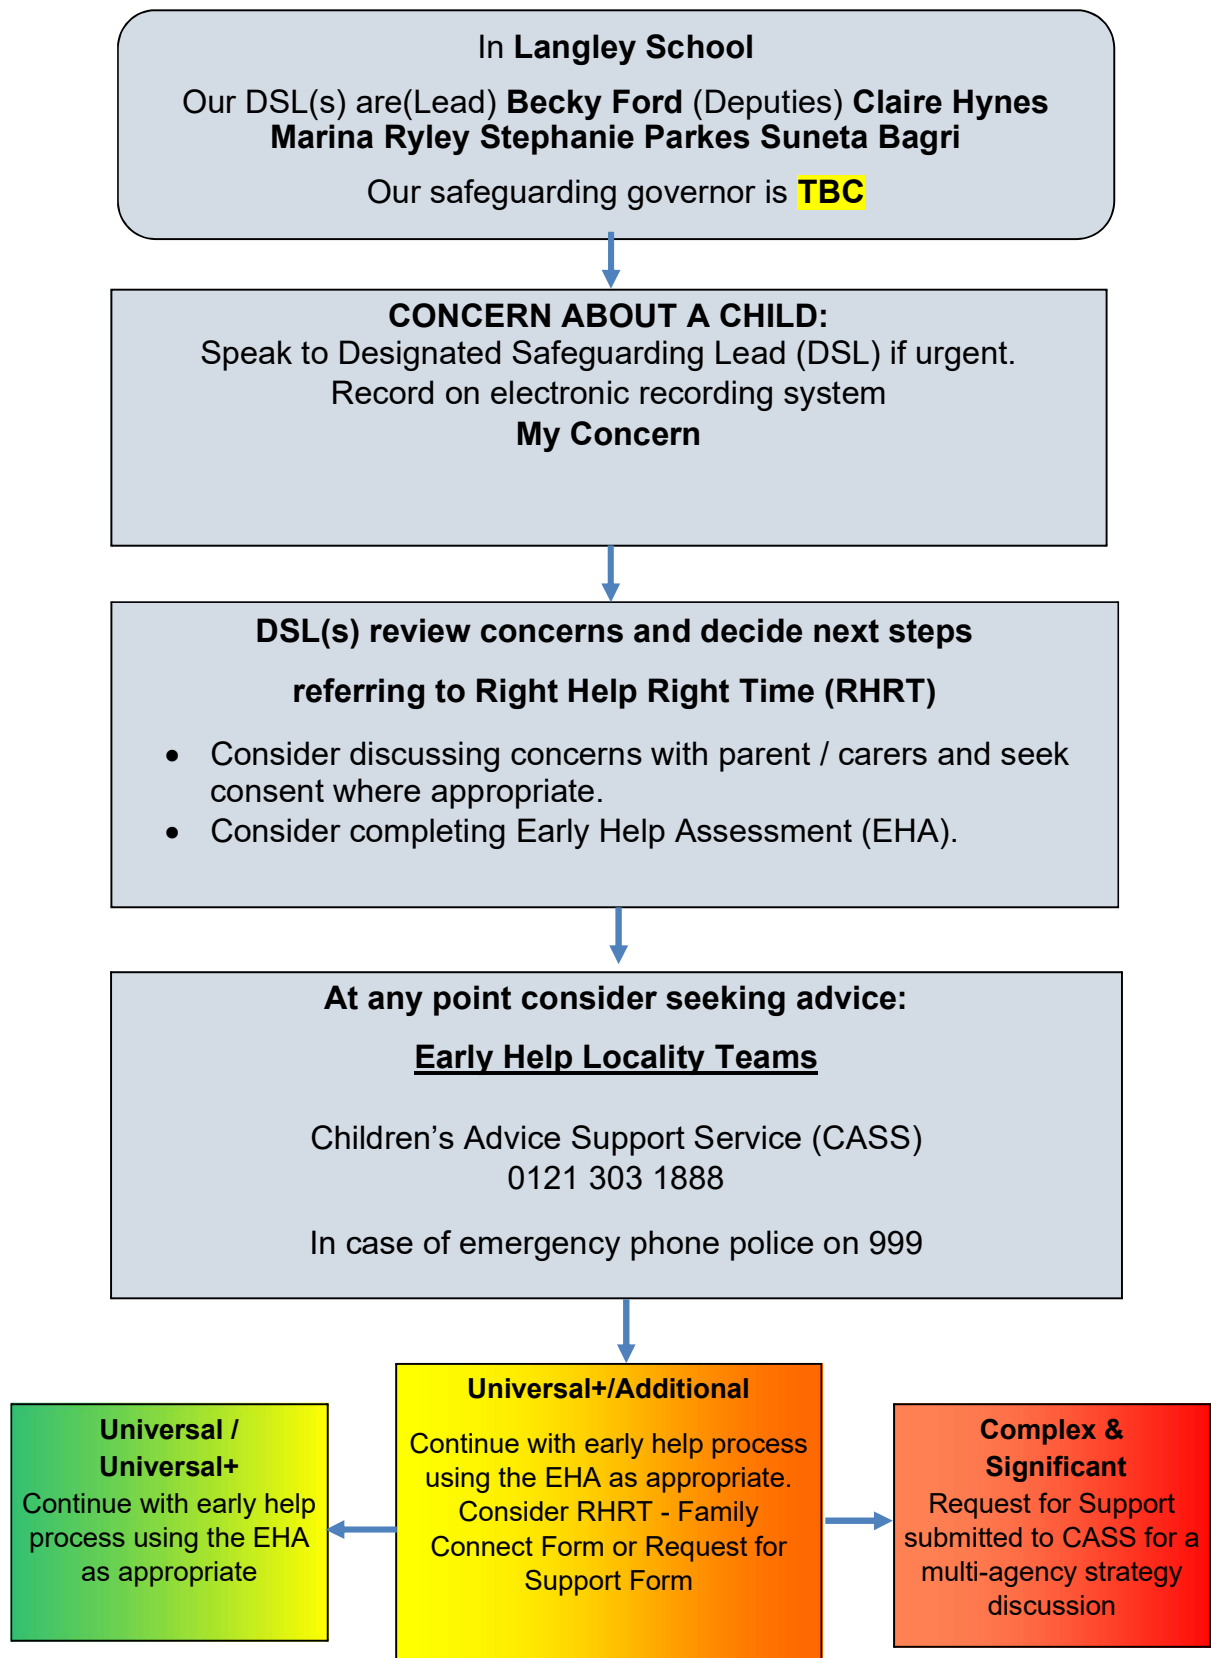 In Langley School
Our DSL(s) are(Lead) Becky Ford (Deputies) Claire Hynes
Marina Ryley Stephanie Parkes Suneta Bagri
Our safeguarding governor is TBC
CONCERN ABOUT A CHILD:
Speak to Designated Safeguarding Lead (DSL) if urgent.
Record on electronic recording system
My Concern
DSL(s) review concerns and decide next steps
referring to Right Help Right Time (RHRT)
• Consider discussing concerns with parent / carers and seek
consent where appropriate.
• Consider completing Early Help Assessment (EHA).
At any point consider seeking advice:
Early Help Locality Teams
Children’s Advice Support Service (CASS)
0121 303 1888
In case of emergency phone police on 999
Universal /
Universal+
Continue with early help
process using the EHA
as appropriate
Universal+/Additional
Continue with early help process
using the EHA as appropriate.
Consider RHRT - Family
Connect Form or Request for
Support Form
Complex &
Significant
Request for Support
submitted to CASS for a
multi-agency strategy
discussion